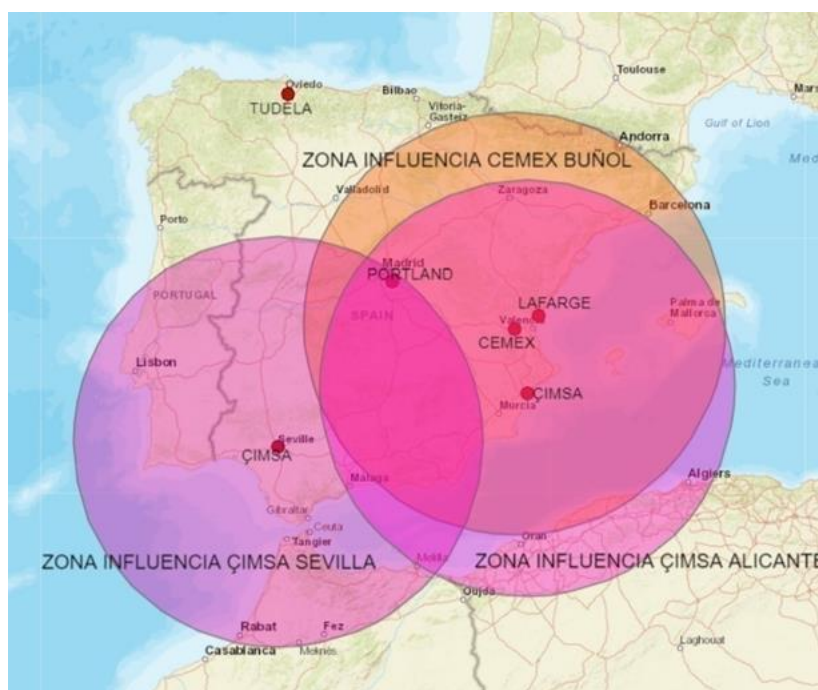 Toulouse
Oviedo
TUDELA
Bilbao
Vitoria-
Gasteiz
Gulf of Lion
Andorra
ZONA INFLUENCIA CEMEX BUÑOL
Valladolid
Zaragoza
Barcelona
Porto
Madrid
PORTLAND
PORTUGAL
SPAIN
LAFARGE
Palma de
Mallorca
CEMEX
Lisbon
Mediterranean
Sea
ÇIMSA
Murcia
Seville
ÇIMSA
Málaga
Algiers
Gibraltar
Ceuta
Oran
Tangier
ZONA INFLUENCIA ÇIMSA SEVILLA
Melilla
ZONA INFLUENCIA ÇIMSA ALICANTE
Oujda
Rabat
Fez
Meknès
Casablanca
Laghouat